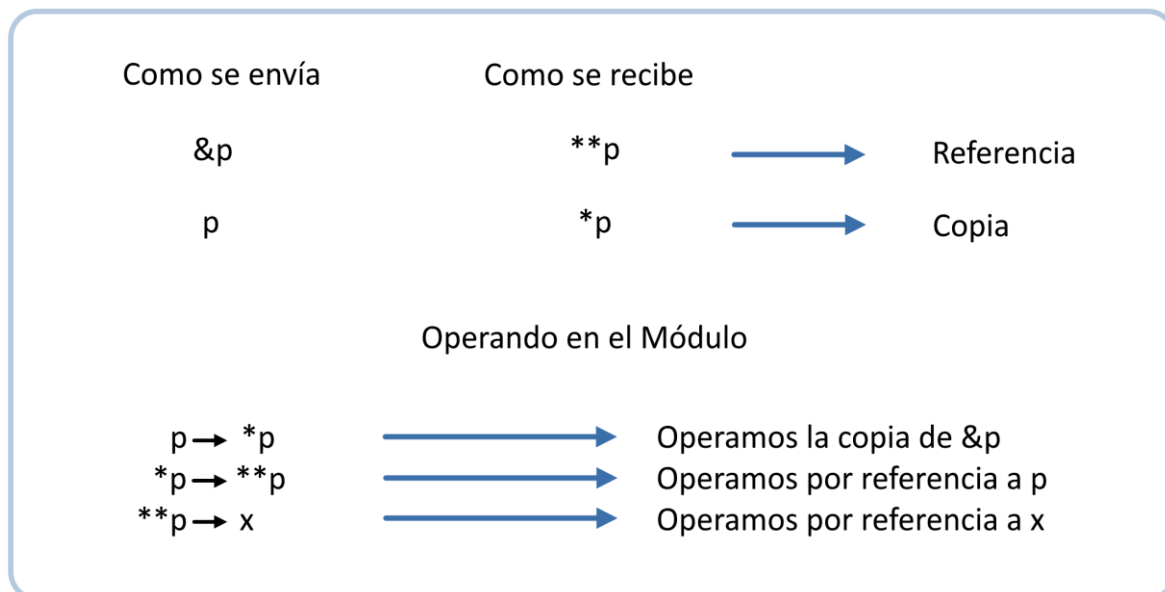 Como se envía Como se recibe
&p **p Referencia
p *p Copia
Operando en el Módulo
p → *p Operamos la copia de &p
*p → **p Operamos por referencia a p
**p → x Operamos por referencia a x